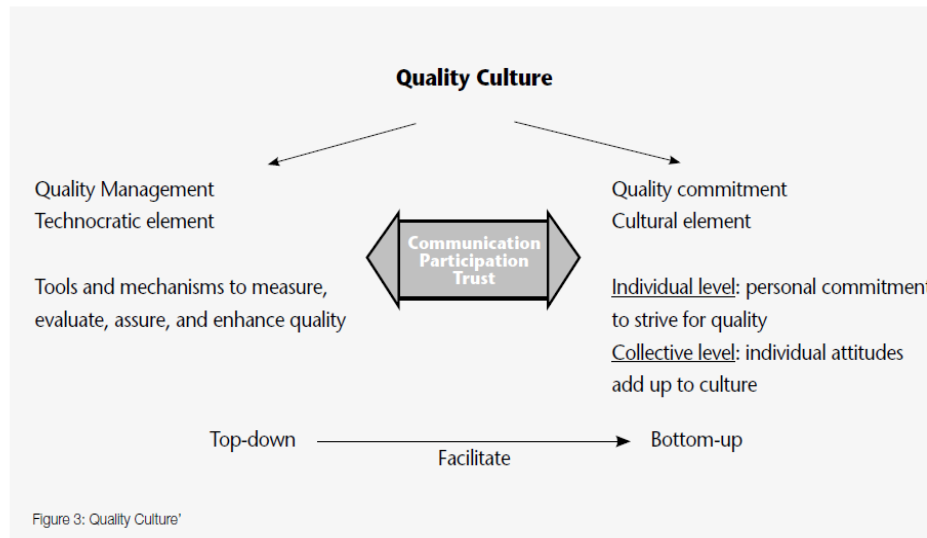 Quality Culture
Quality Management
Technocratic element
Tools and mechanisms to measure,
evaluate, assure, and enhance quality
Communication
Participation
Trust
Quality commitment
Cultural element
Individual level: personal commitment
to strive for quality
Collective level: individual attitudes
add up to culture
Top-down
Facilitate
Bottom-up
Figure 3: Quality Culture'